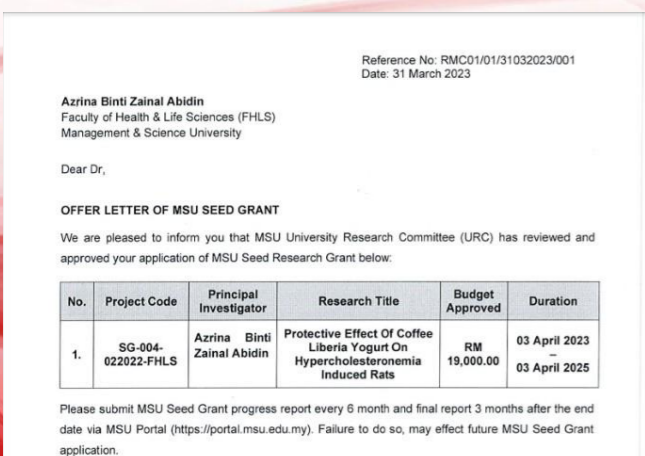 Reference No: RMC01/01/31032023/001
Date: 31 March 2023
Azrina Binti Zainal Abidin
Faculty of Health & Life Sciences (FHLS)
Management & Science University
Dear Dr,
OFFER LETTER OF MSU SEED GRANT
We are pleased to inform you that MSU University Research Committee (URC) has reviewed and
approved your application of MSU Seed Research Grant below:
No. Project Code Principal Investigator Research Title Budget Approved Duration
1. SG-004-022022-FHLS Azrina Binti Zainal Abidin Protective Effect Of Coffee Liberia Yogurt On Hypercholesteronemia Induced Rats RM 19,000.00 03 April 2023 – 03 April 2025
Please submit MSU Seed Grant progress report every 6 month and final report 3 months after the end
date via MSU Portal (https://portal.msu.edu.my). Failure to do so, may effect future MSU Seed Grant
application.